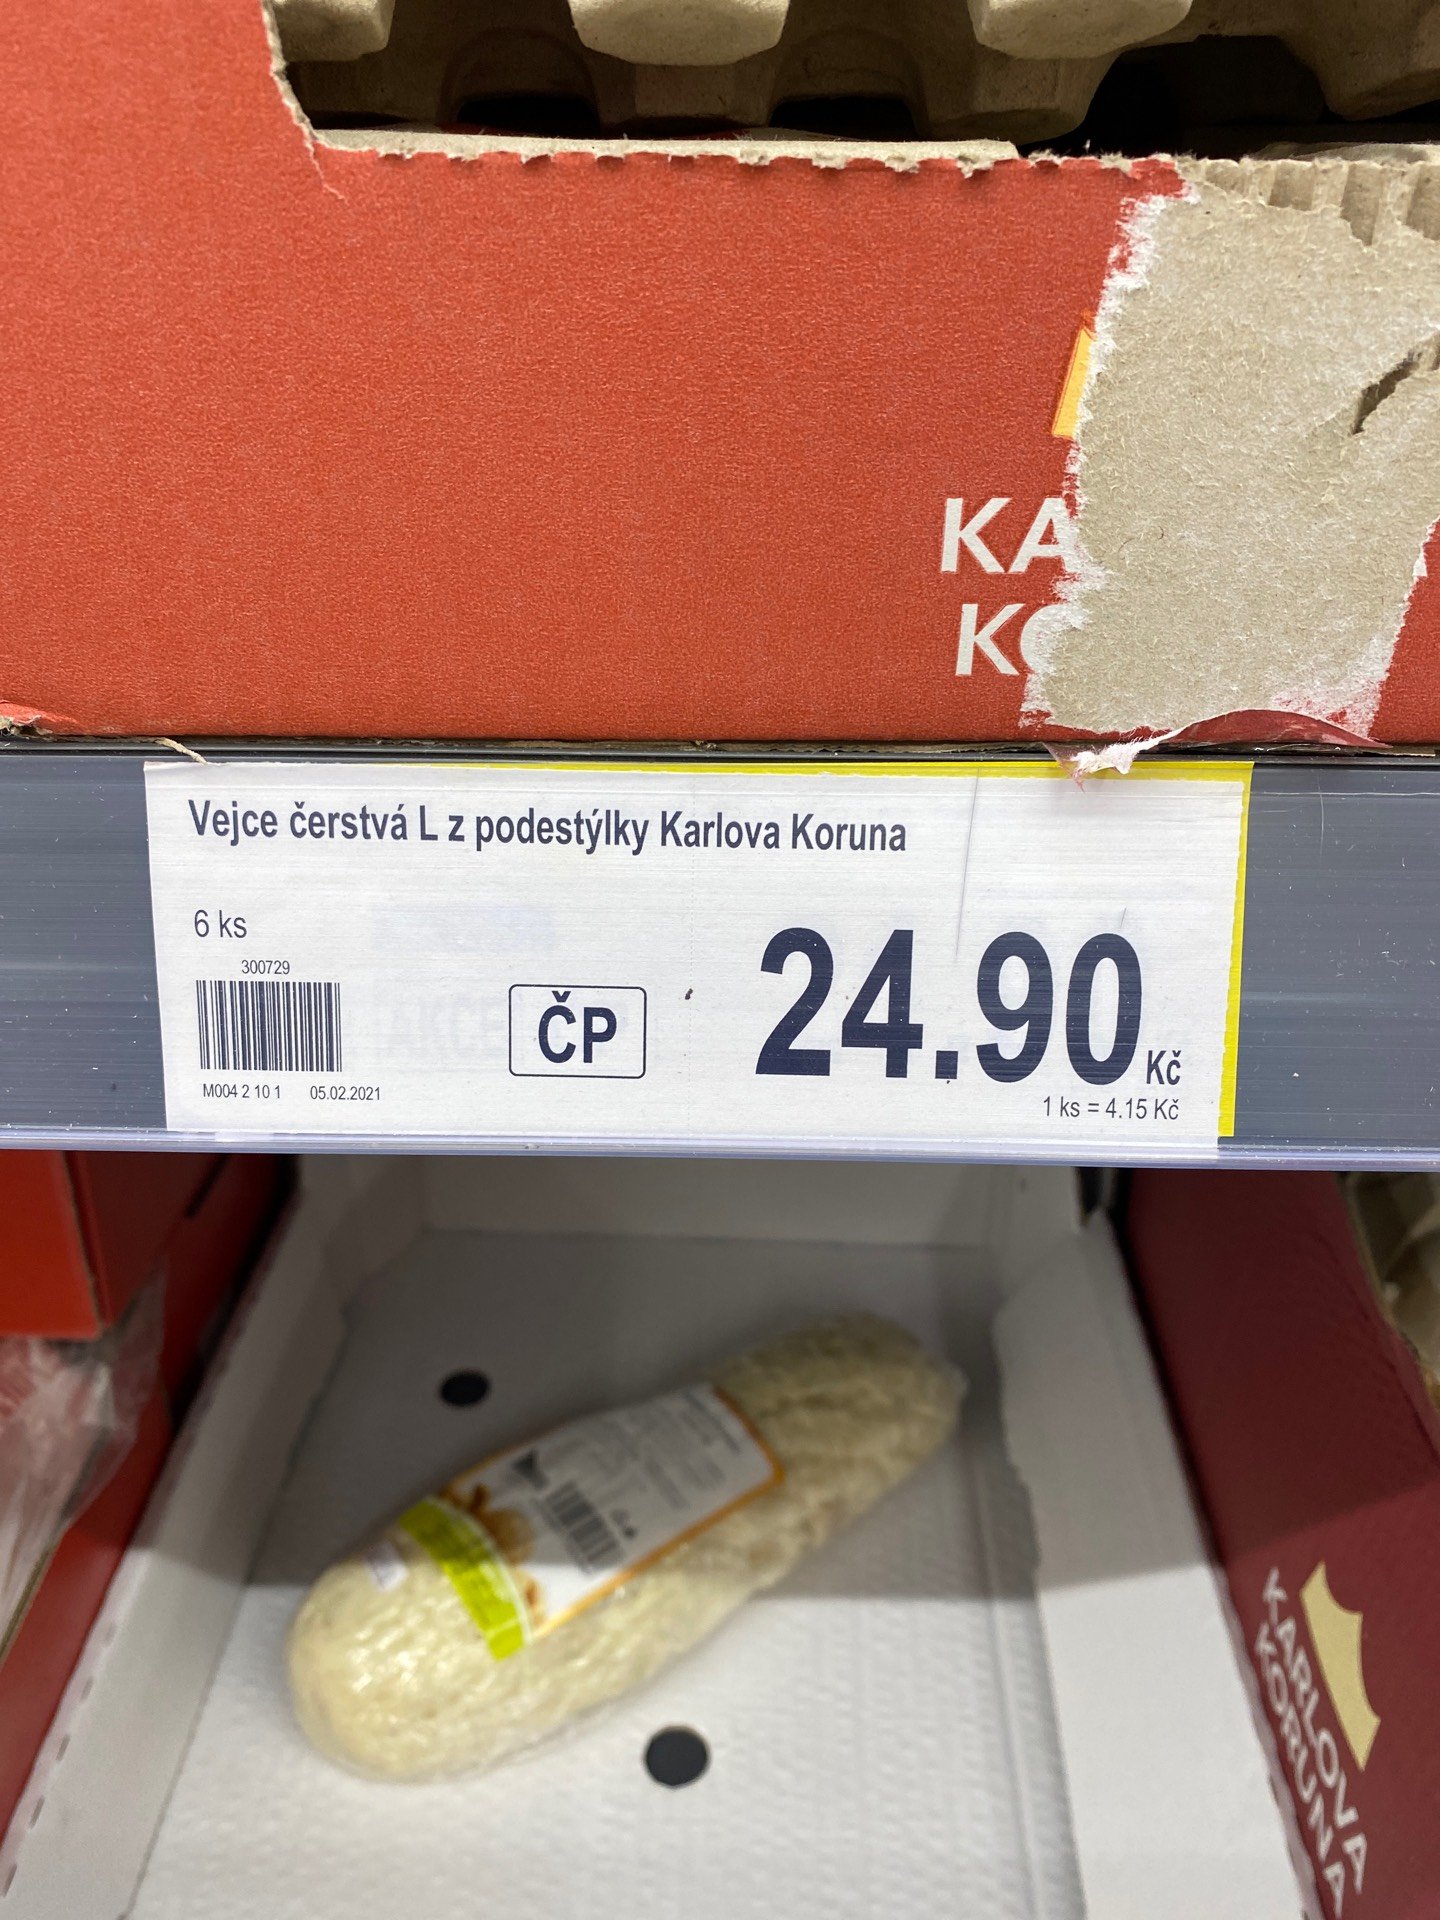 KA
KO
Vejce čerstvá L z podestýlky Karlova Koruna
6 ks
300729
ČP
24.90 Kč
M004 2 10 1 05.02.2021
1 ks = 4.15 Kč
KARLOVA
KORUNA